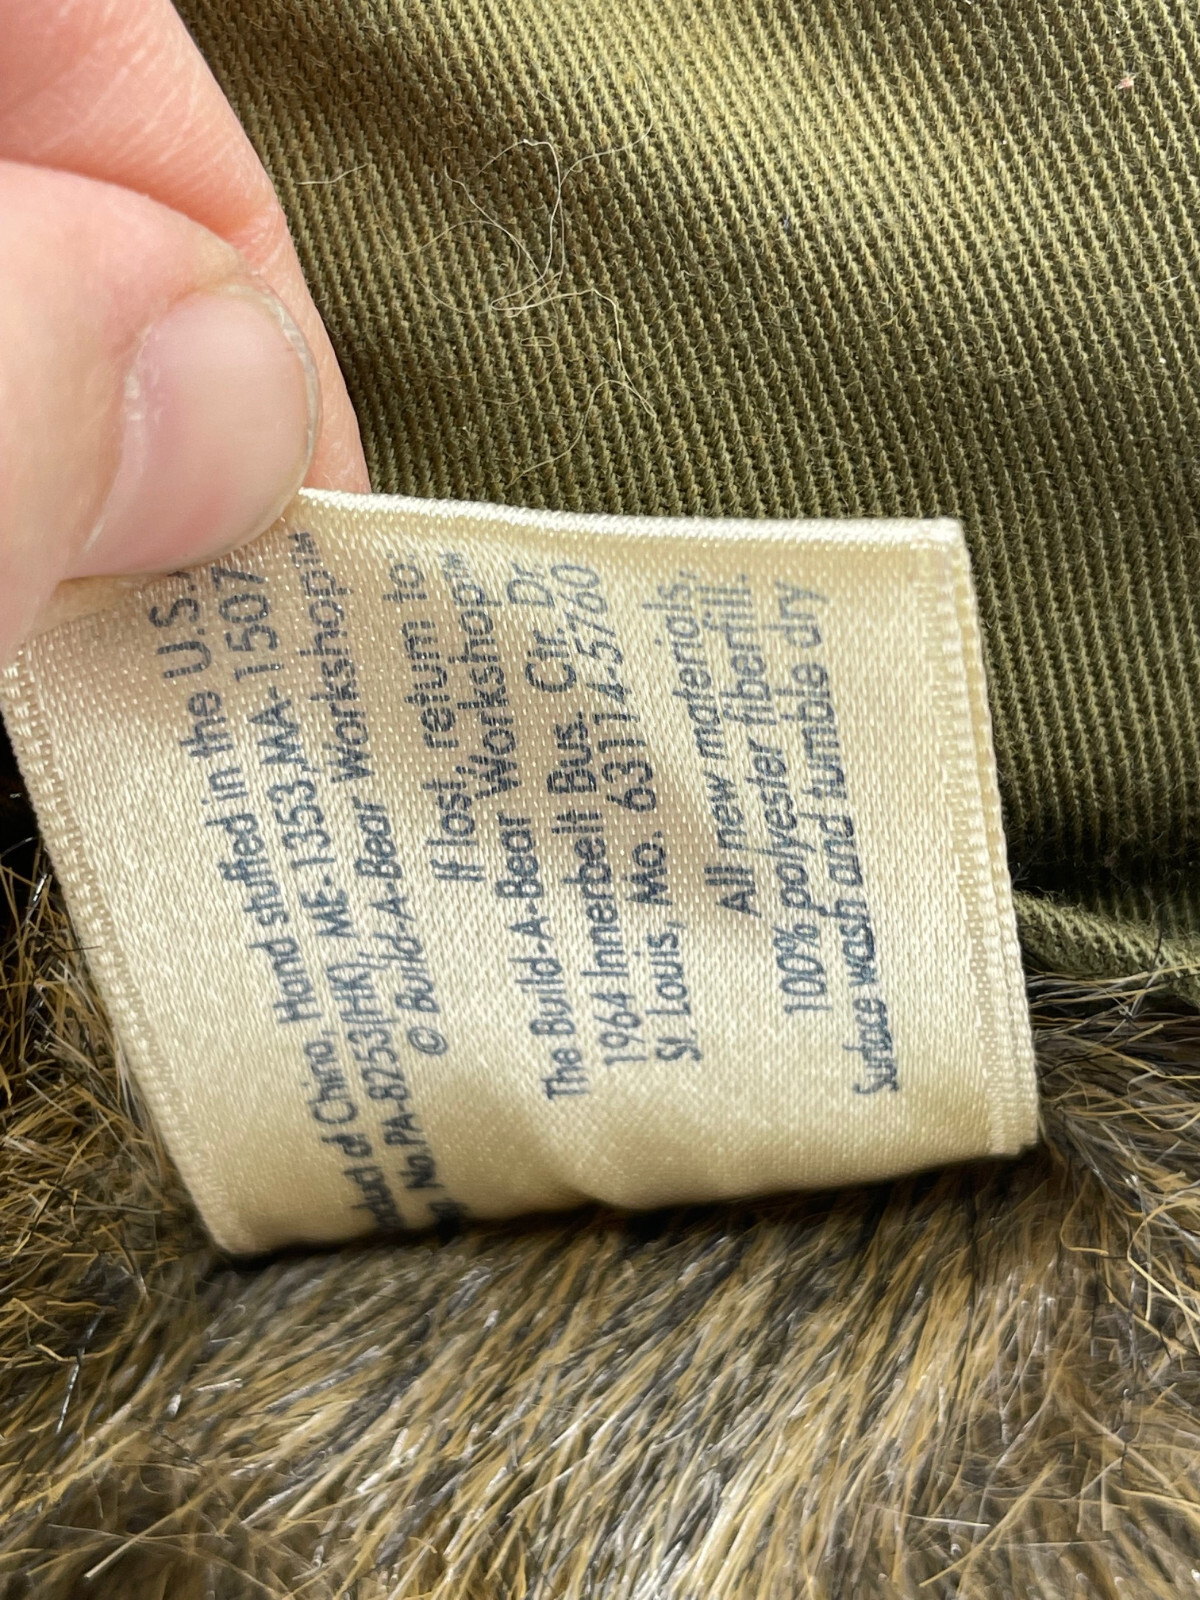 of China, Hand stuffed in the U.S.
No. PA-8253(HK), ME-1353, MA-1507
© Build-A-Bear Workshop™
If lost, return to:
The Build-A-Bear Workshop™
1964 Innerbelt Bus. Ctr. Dr.
St. Louis, Mo. 63114-5760
All new materials,
100% polyester fiberfill.
Surface wash and tumble dry